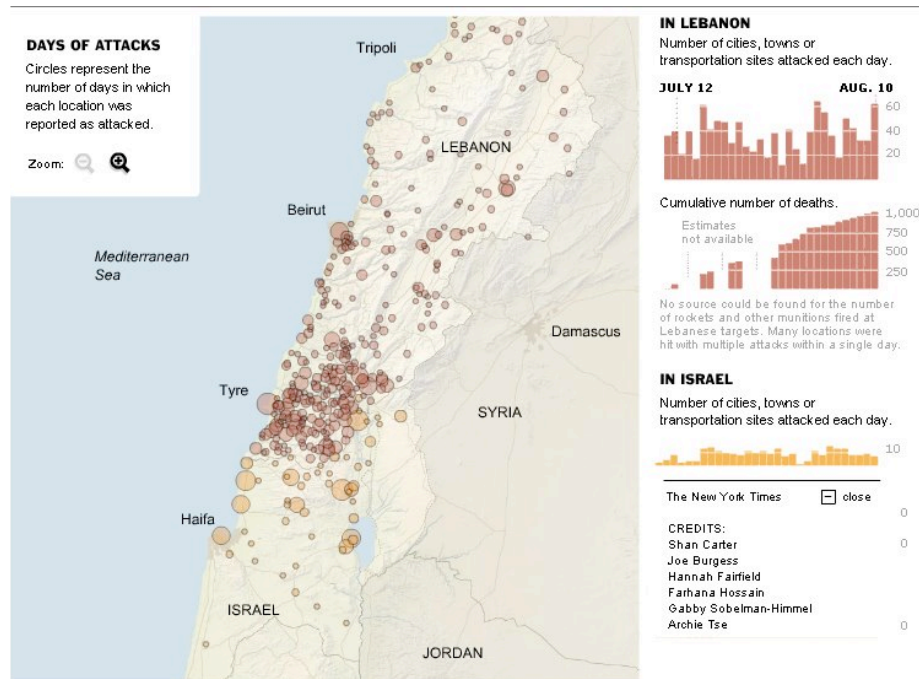 DAYS OF ATTACKS
Circles represent the
number of days in which
each location was
reported as attacked.
Zoom:
Tripoli
LEBANON
Beirut
Mediterranean
Sea
Damascus
Tyre
SYRIA
Haifa
ISRAEL
JORDAN
IN LEBANON
Number of cities, towns or
transportation sites attacked each day.
JULY 12 AUG. 10
60
40
20
Cumulative number of deaths.
1,000
Estimates
not available
750
500
250
No source could be found for the number
of rockets and other munitions fired at
Lebanese targets. Many locations were
hit with multiple attacks within a single day.
IN ISRAEL
Number of cities, towns or
transportation sites attacked each day.
10
The New York Times close
0
CREDITS:
0
Shan Carter
Joe Burgess
Hannah Fairfield
Farhana Hossain
Gabby Sobelman-Himmel
Archie Tse
0